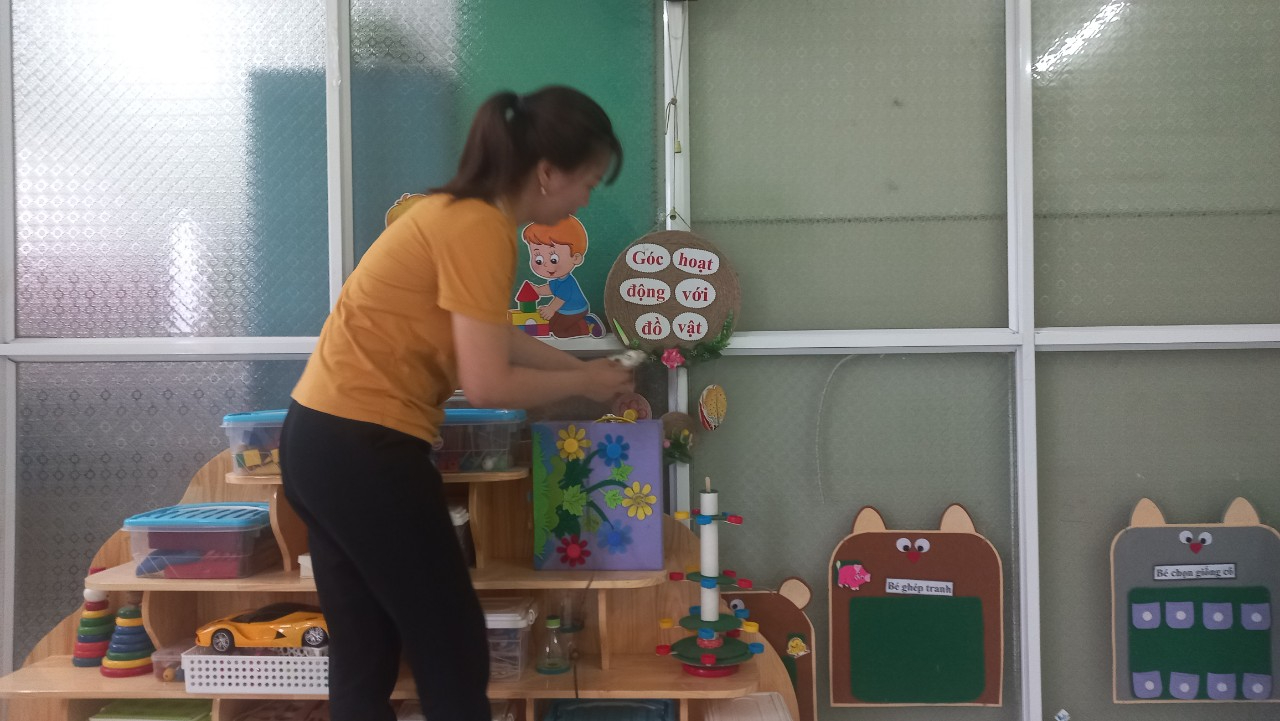 Góc hoạt
động với
đồ vật
Bé ghép tranh
Bé chọn giống cô